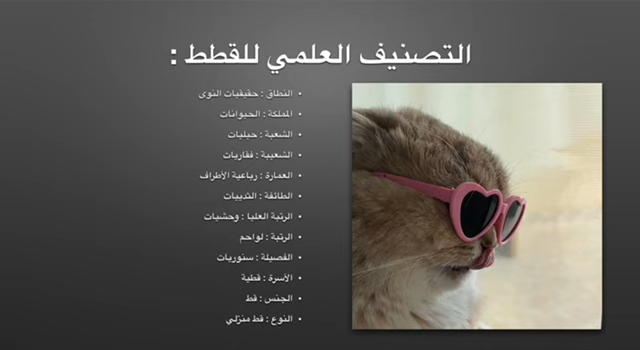 التصنيف العلمي للقطط :
• النطاق : حقيقيات النوى
• المملكة : الحيوانات
• الشعبة : حبليات
• الشعيبة : فقاريات
• العمارة : رباعية الأطراف
• الطائفة : الثدييات
• الرتبة العليا : وحشيات
• الرتبة : لواحم
• الفصيلة : سنوريات
• الأسرة : قطية
• الجنس : قط
• النوع : قط منزلي